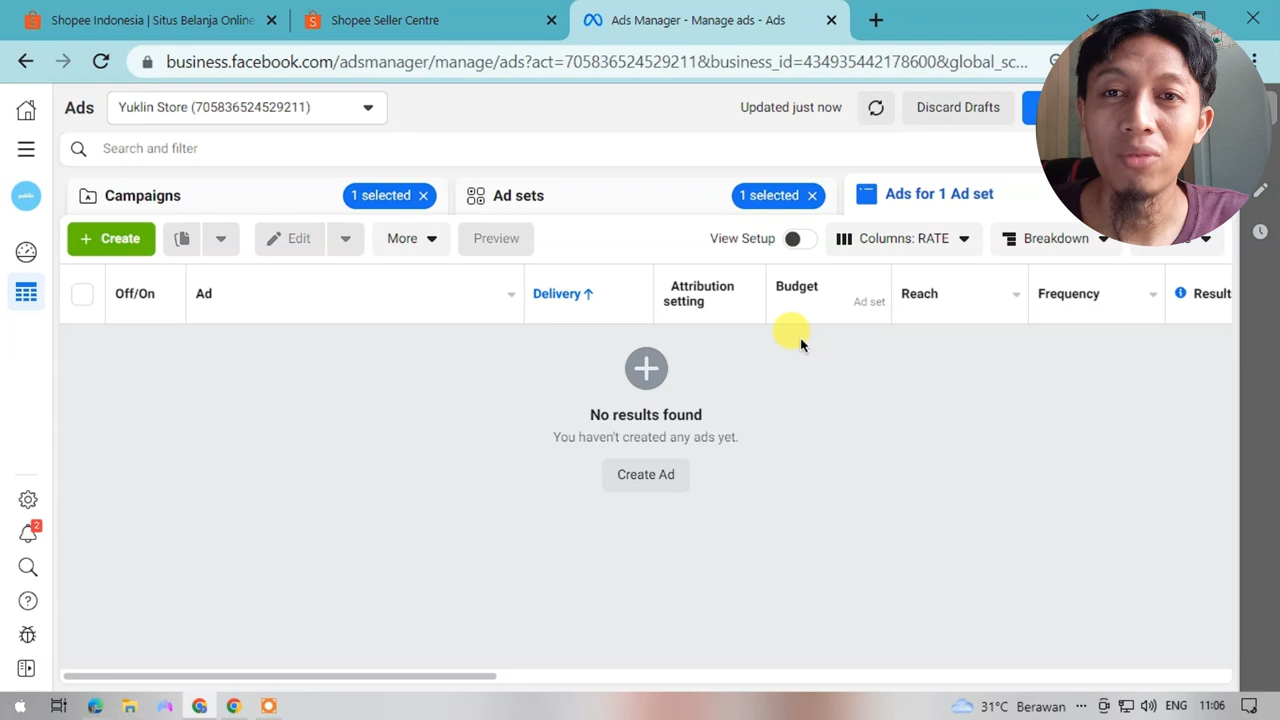 Shopee Indonesia | Situs Belanja Online
Shopee Seller Centre
Ads Manager - Manage ads - Ads
business.facebook.com/adsmanager/manage/ads?act=705836524529211&business_id=434935442178600&global_sc...
Ads
Yuklin Store (705836524529211)
Updated just now
Discard Drafts
Search and filter
yuklin
Campaigns
1 selected
Ad sets
1 selected
Ads for 1 Ad set
Create
Edit
More
Preview
View Setup
Columns: RATE
Breakdown
Off/On
Ad
Delivery ↑
Attribution
setting
Budget
Ad set
Reach
Frequency
Result
No results found
You haven't created any ads yet.
Create Ad
2
31°C Berawan
ENG
11:06